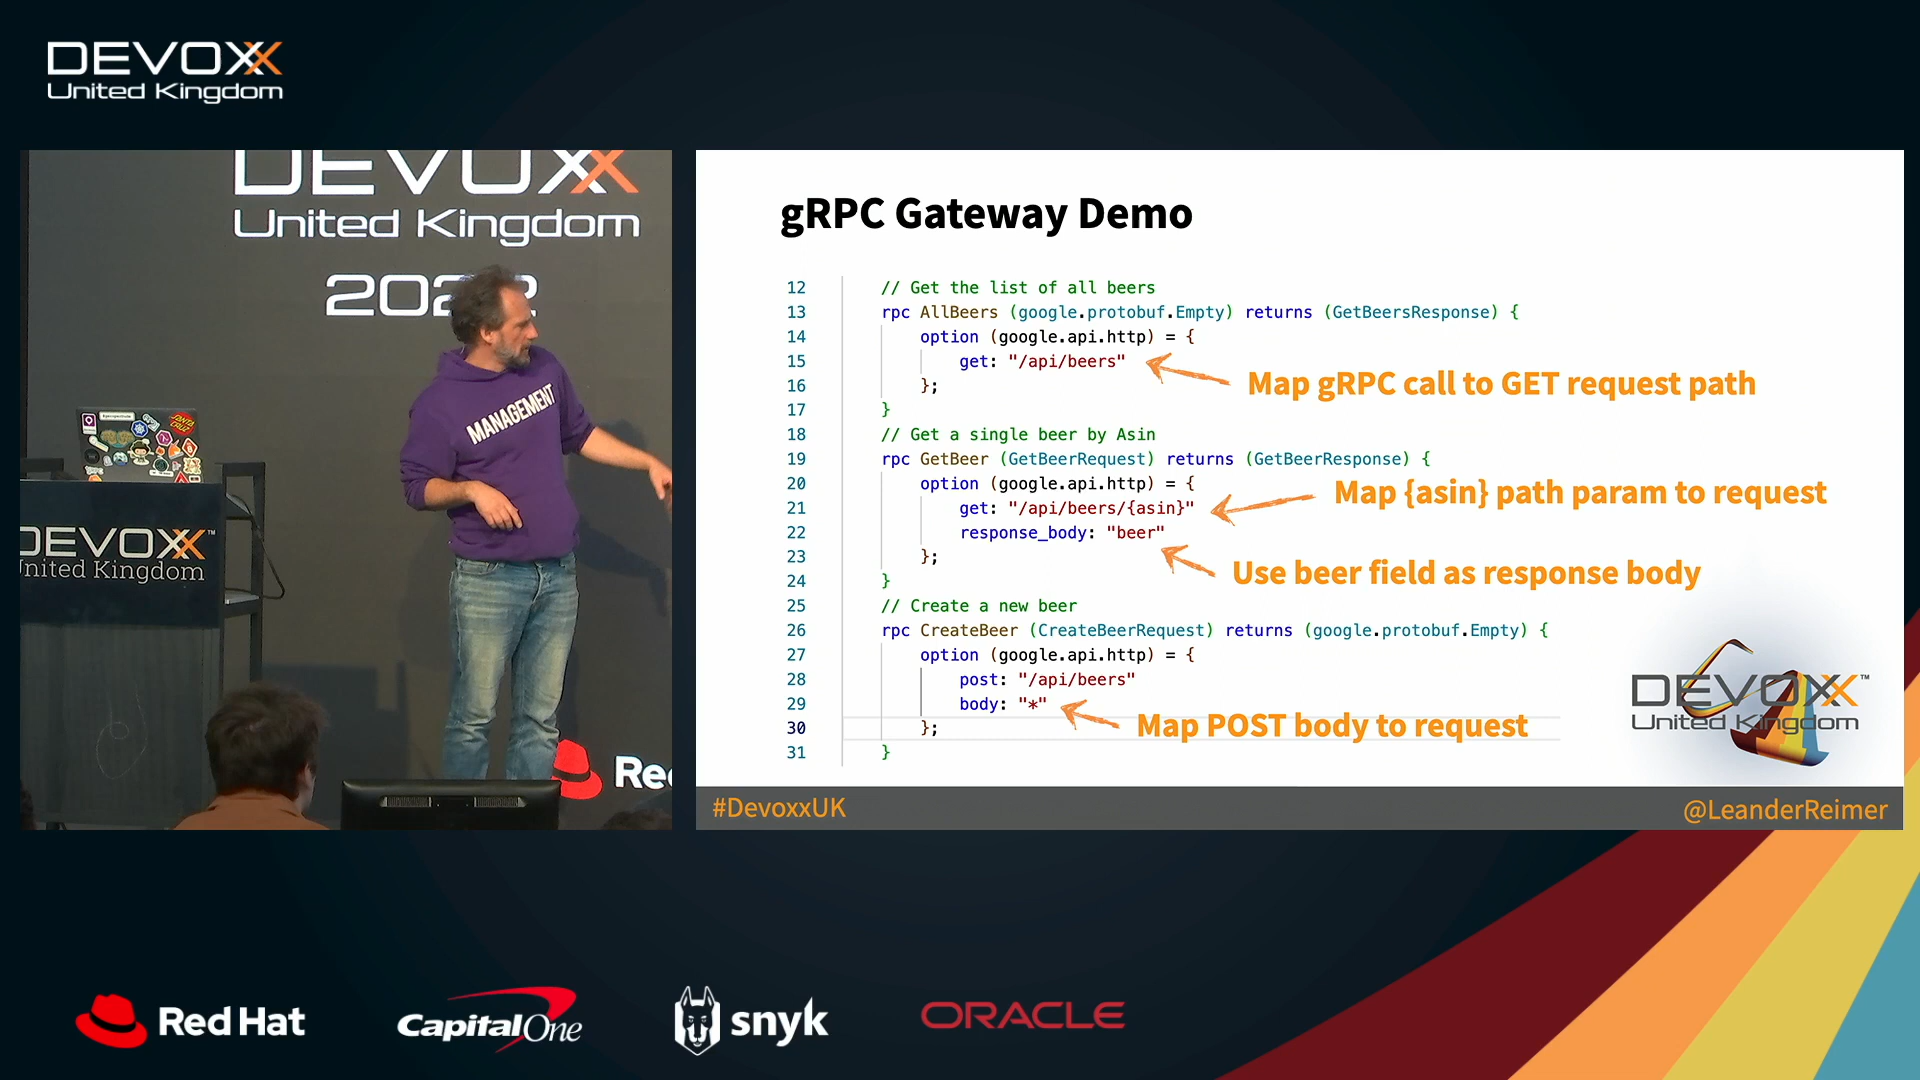 DEVOXX
United Kingdom
DEVOXX
United Kingdom
2022
MANAGEMENT
DEVOXX™
United Kingdom
Red
gRPC Gateway Demo
12 // Get the list of all beers
13 rpc AllBeers (google.protobuf.Empty) returns (GetBeersResponse) {
14 option (google.api.http) = {
15 get: "/api/beers"
Map gRPC call to GET request path
16 };
17 }
18 // Get a single beer by Asin
19 rpc GetBeer (GetBeerRequest) returns (GetBeerResponse) {
20 option (google.api.http) = {
21 get: "/api/beers/{asin}"
Map {asin} path param to request
22 response_body: "beer"
23 };
Use beer field as response body
24 }
25 // Create a new beer
26 rpc CreateBeer (CreateBeerRequest) returns (google.protobuf.Empty) {
27 option (google.api.http) = {
28 post: "/api/beers"
29 body: "*"
Map POST body to request
30 };
31 }
DEVOXX™
United Kingdom
#DevoxxUK
@LeanderReimer
Red Hat
Capital One
snyk
ORACLE